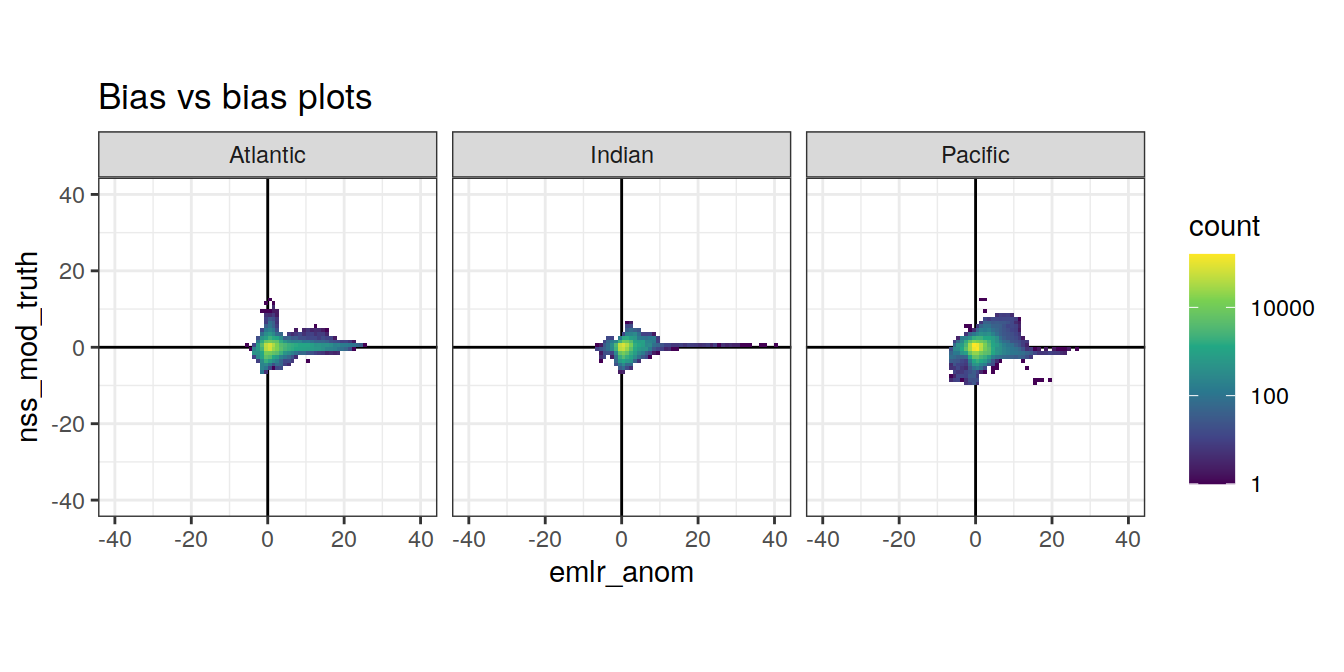 Bias vs bias plots
Atlantic Indian Pacific
nss_mod_truth
40
20
0
-20
-40
-40 -20 0 20 40 -40 -20 0 20 40 -40 -20 0 20 40
emlr_anom
count
10000
100
1